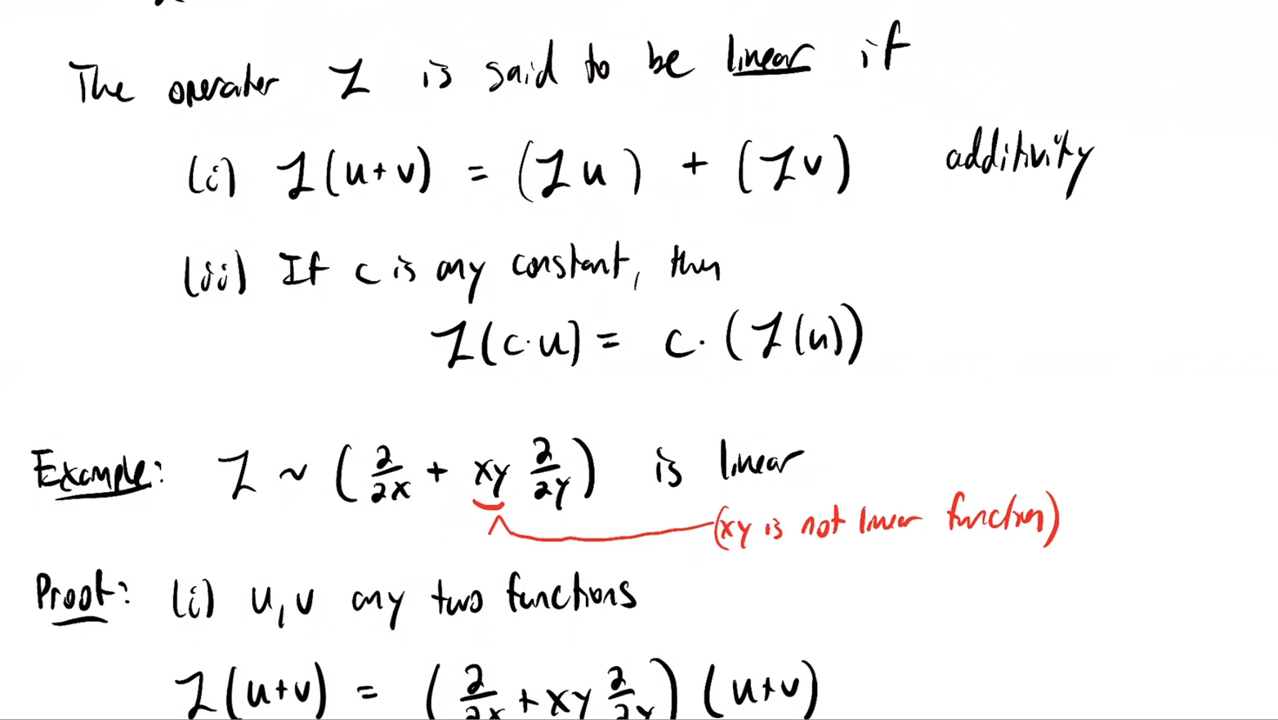 The operator ℒ is said to be linear if
(i) ℒ(u+v) = (ℒu) + (ℒv) additivity
(ii) If c is any constant, then
ℒ(c·u) = c·(ℒ(u))
Example: ℒ ~ (∂/∂x + xy ∂/∂y) is linear
(xy is not linear function)
Proof: (i) u, v any two functions
ℒ(u+v) = (∂/∂x + xy ∂/∂y) (u+v)